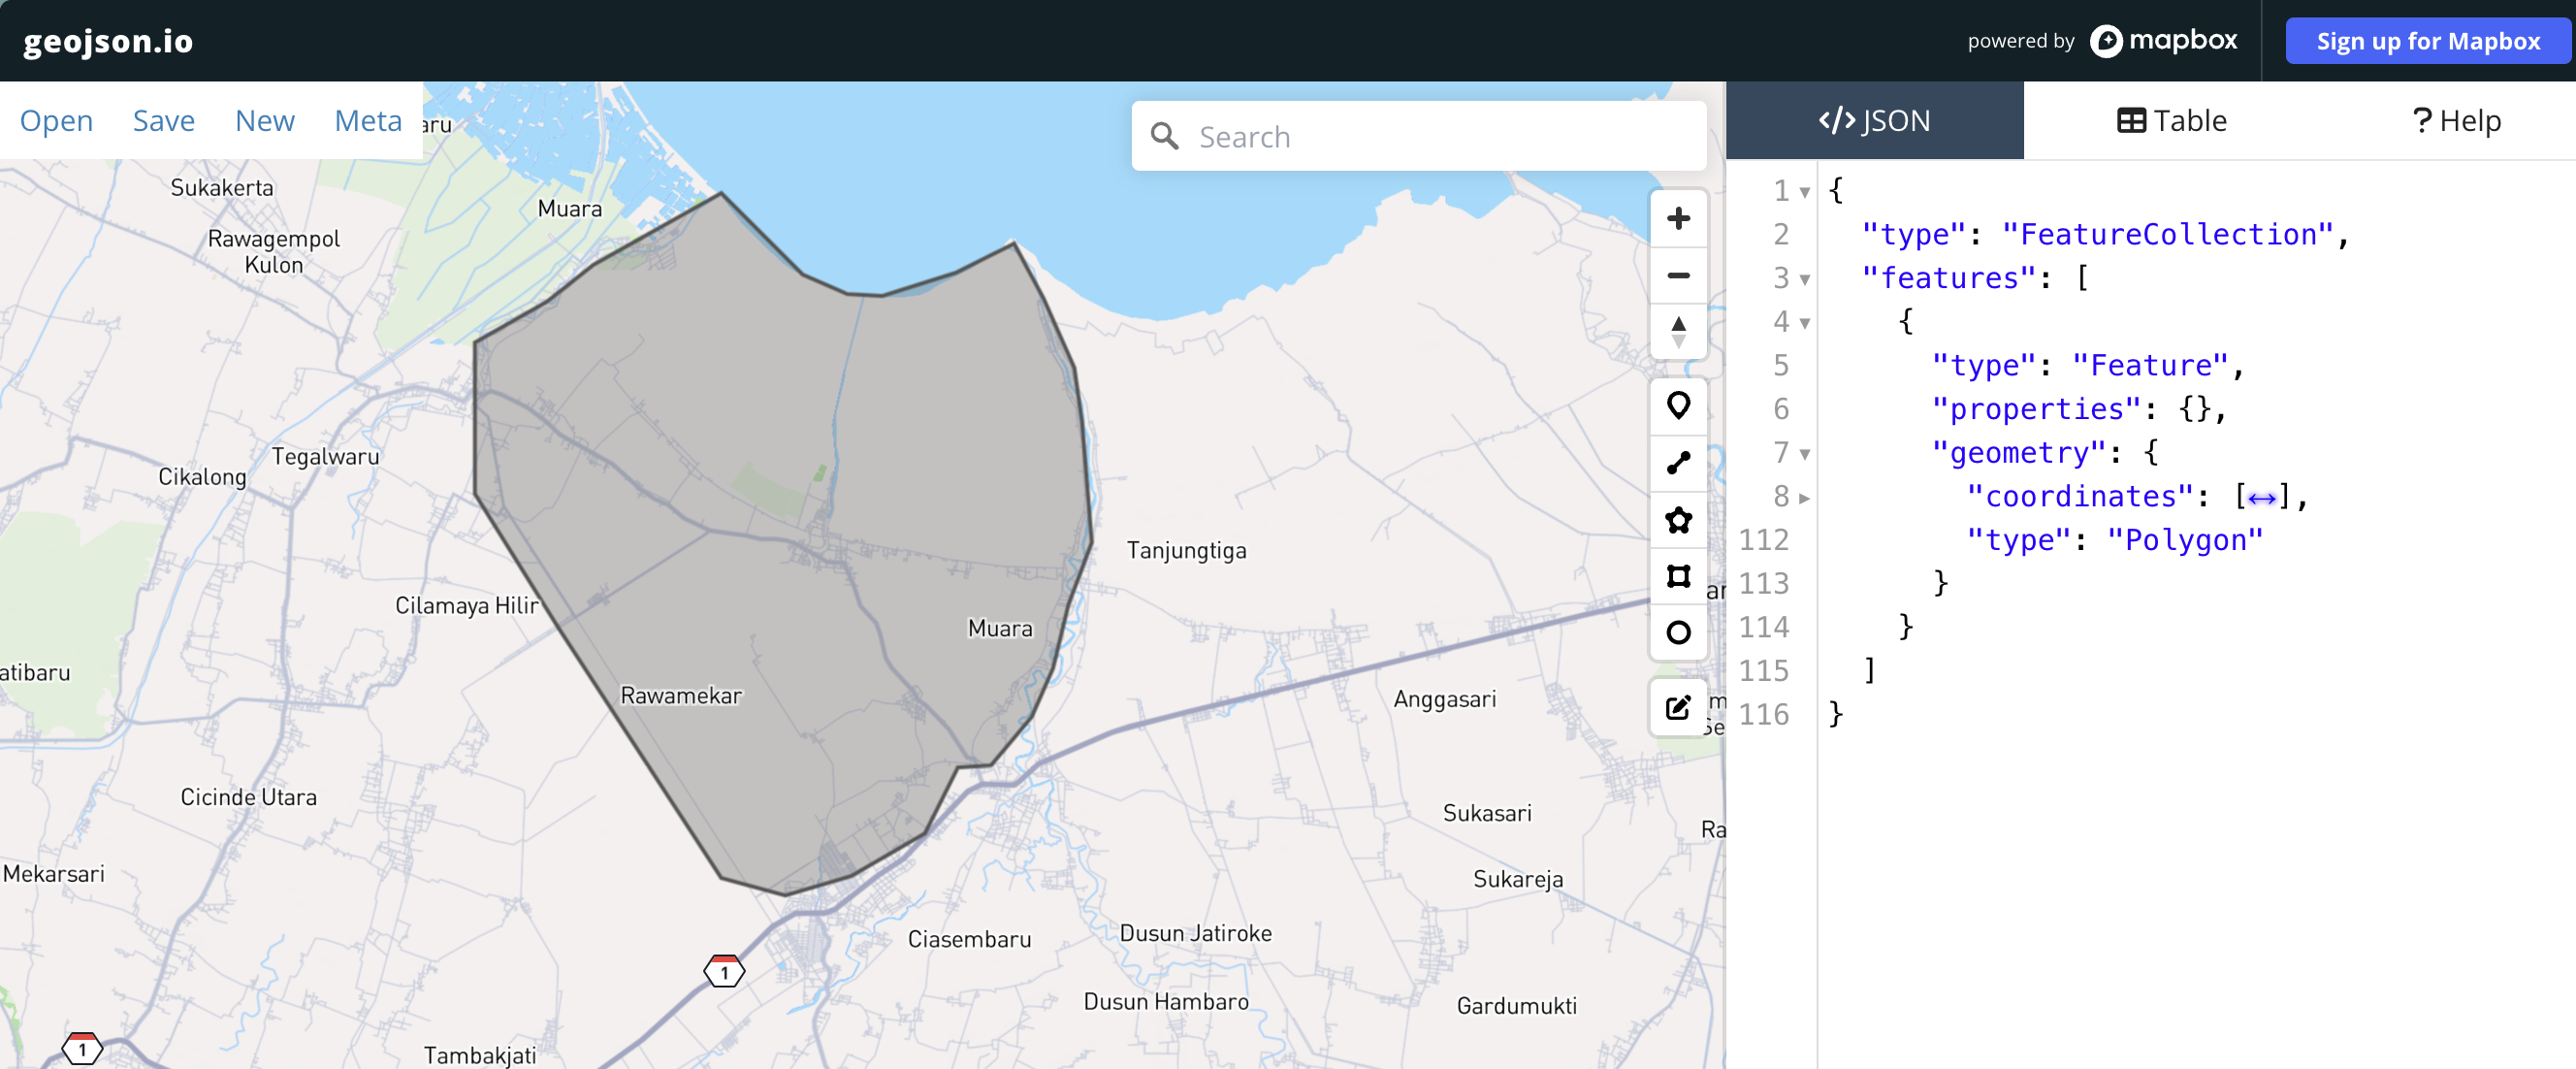 geojson.io
powered by mapbox
Sign up for Mapbox
Open Save New Meta
aru
Search
</> JSON
Table
? Help
Sukakerta
Muara
Rawagempol
Kulon
Tegalwaru
Cikalong
Tanjungtiga
Cilamaya Hilir
Muara
atibaru
Rawamekar
Anggasari
Cicinde Utara
Sukasari
Ra
Mekarsari
Sukareja
Ciasembaru
Dusun Jatiroke
1
Dusun Hambaro
Gardumukti
1
Tambakjati
1 {
2 "type": "FeatureCollection",
3 "features": [
4 {
5 "type": "Feature",
6 "properties": {},
7 "geometry": {
8 "coordinates": [↔],
112 "type": "Polygon"
113 }
114 }
115 ]
116 }